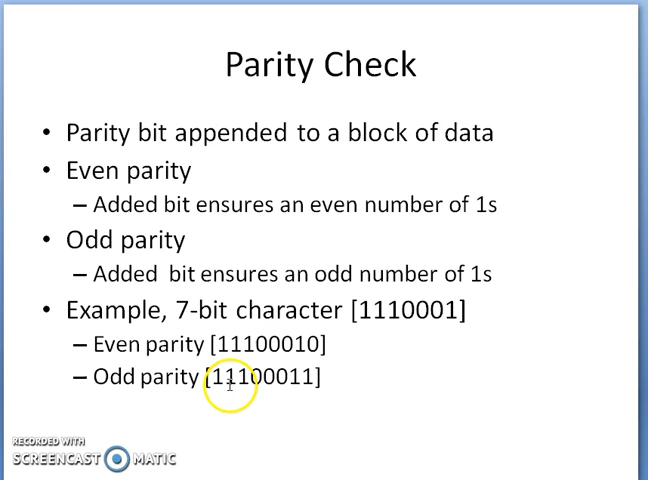 Parity Check
• Parity bit appended to a block of data
• Even parity
– Added bit ensures an even number of 1s
• Odd parity
– Added  bit ensures an odd number of 1s
• Example, 7-bit character [1110001]
– Even parity [11100010]
– Odd parity [11100011]
RECORDED WITH
SCREENCAST MATIC